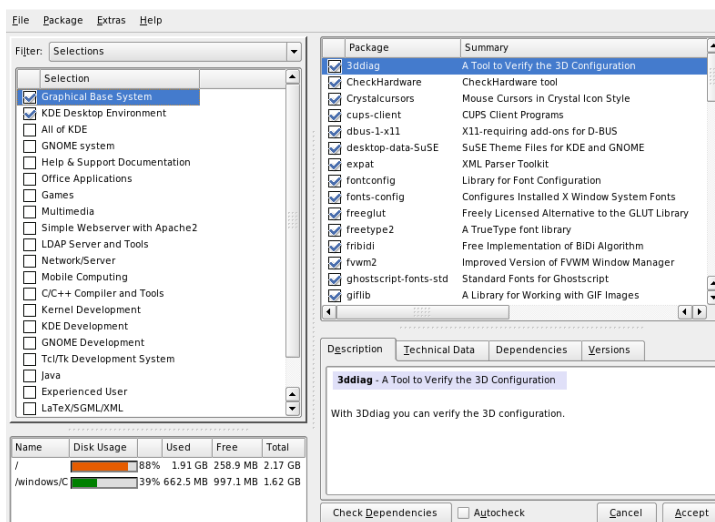 File Package Extras Help
Filter: Selections
Selection
Graphical Base System
KDE Desktop Environment
All of KDE
GNOME system
Help & Support Documentation
Office Applications
Games
Multimedia
Simple Webserver with Apache2
LDAP Server and Tools
Network/Server
Mobile Computing
C/C++ Compiler and Tools
Kernel Development
KDE Development
GNOME Development
Tcl/Tk Development System
Java
Experienced User
LaTeX/SGML/XML
Name Disk Usage Used Free Total
/ 88% 1.91 GB 258.9 MB 2.17 GB
/windows/C 39% 662.5 MB 997.1 MB 1.62 GB
Package Summary
3ddiag A Tool to Verify the 3D Configuration
CheckHardware CheckHardware tool
Crystalcursors Mouse Cursors in Crystal Icon Style
cups-client CUPS Client Programs
dbus-1-x11 X11-requiring add-ons for D-BUS
desktop-data-SuSE SuSE Theme Files for KDE and GNOME
expat XML Parser Toolkit
fontconfig Library for Font Configuration
fonts-config Configures Installed X Window System Fonts
freeglut Freely Licensed Alternative to the GLUT Library
freetype2 A TrueType font library
fribidi Free Implementation of BiDi Algorithm
fvwm2 Improved Version of FVWM Window Manager
ghostscript-fonts-std Standard Fonts for Ghostscript
giflib A Library for Working with GIF Images
Description Technical Data Dependencies Versions
3ddiag - A Tool to Verify the 3D Configuration
With 3Ddiag you can verify the 3D configuration.
Check Dependencies Autocheck Cancel Accept